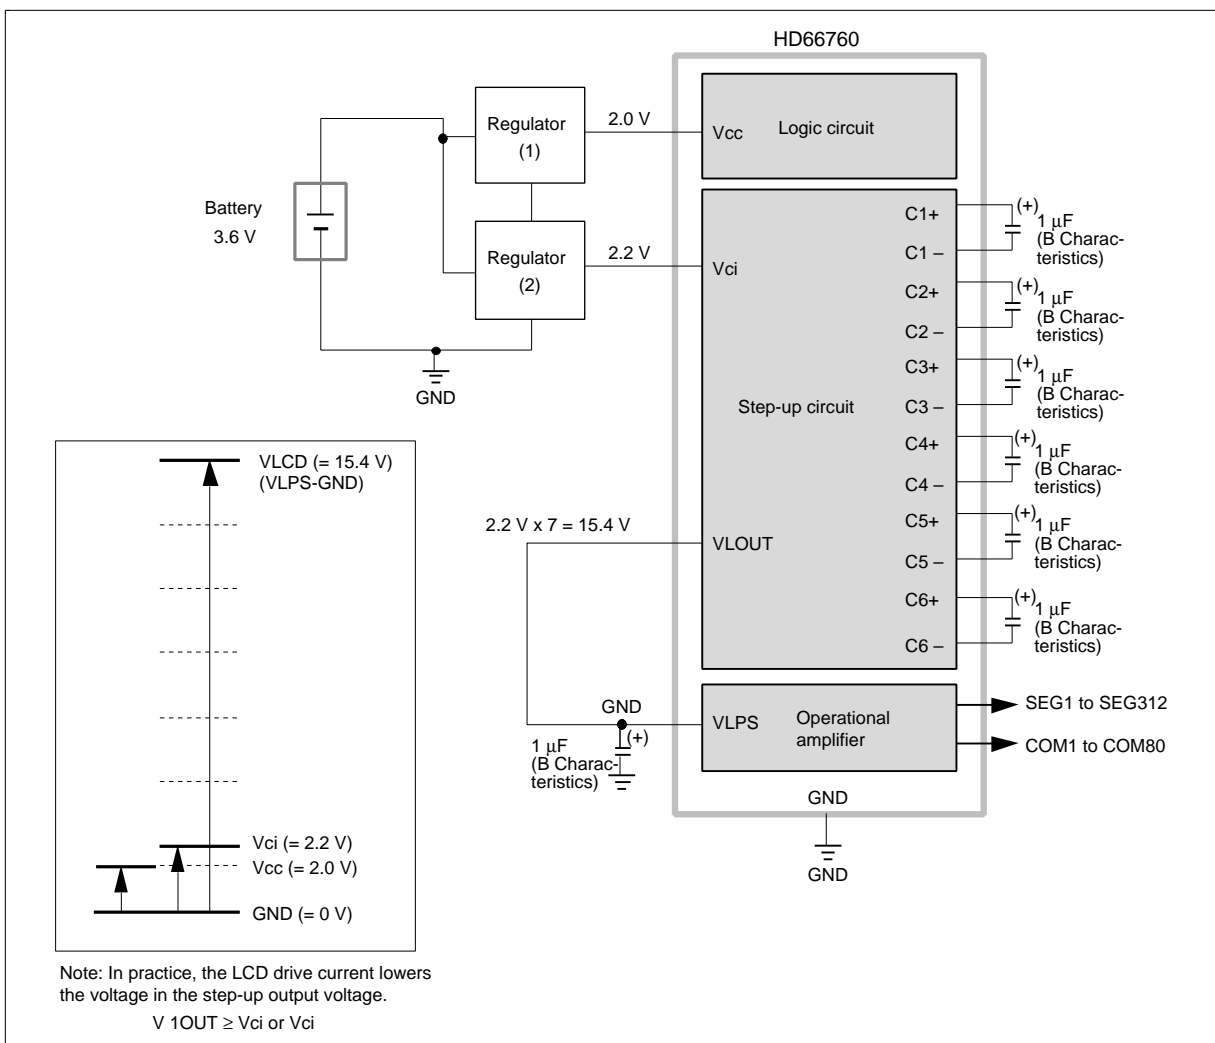 HD66760
Regulator
(1)
2.0 V
Vcc
Logic circuit
Battery
3.6 V
Regulator
(2)
2.2 V
Vci
GND
Step-up circuit
C1+
C1 –
(+)
1 μF
(B Charac-
teristics)
C2+
C2 –
(+)
1 μF
(B Charac-
teristics)
C3+
C3 –
(+)
1 μF
(B Charac-
teristics)
C4+
C4 –
(+)
1 μF
(B Charac-
teristics)
C5+
C5 –
(+)
1 μF
(B Charac-
teristics)
C6+
C6 –
(+)
1 μF
(B Charac-
teristics)
2.2 V x 7 = 15.4 V
VLOUT
GND
(+)
1 μF
(B Charac-
teristics)
VLPS
Operational
amplifier
SEG1 to SEG312
COM1 to COM80
GND
GND
VLCD (= 15.4 V)
(VLPS-GND)
Vci (= 2.2 V)
Vcc (= 2.0 V)
GND (= 0 V)
Note: In practice, the LCD drive current lowers
the voltage in the step-up output voltage.
V 1OUT ≥ Vci or Vci